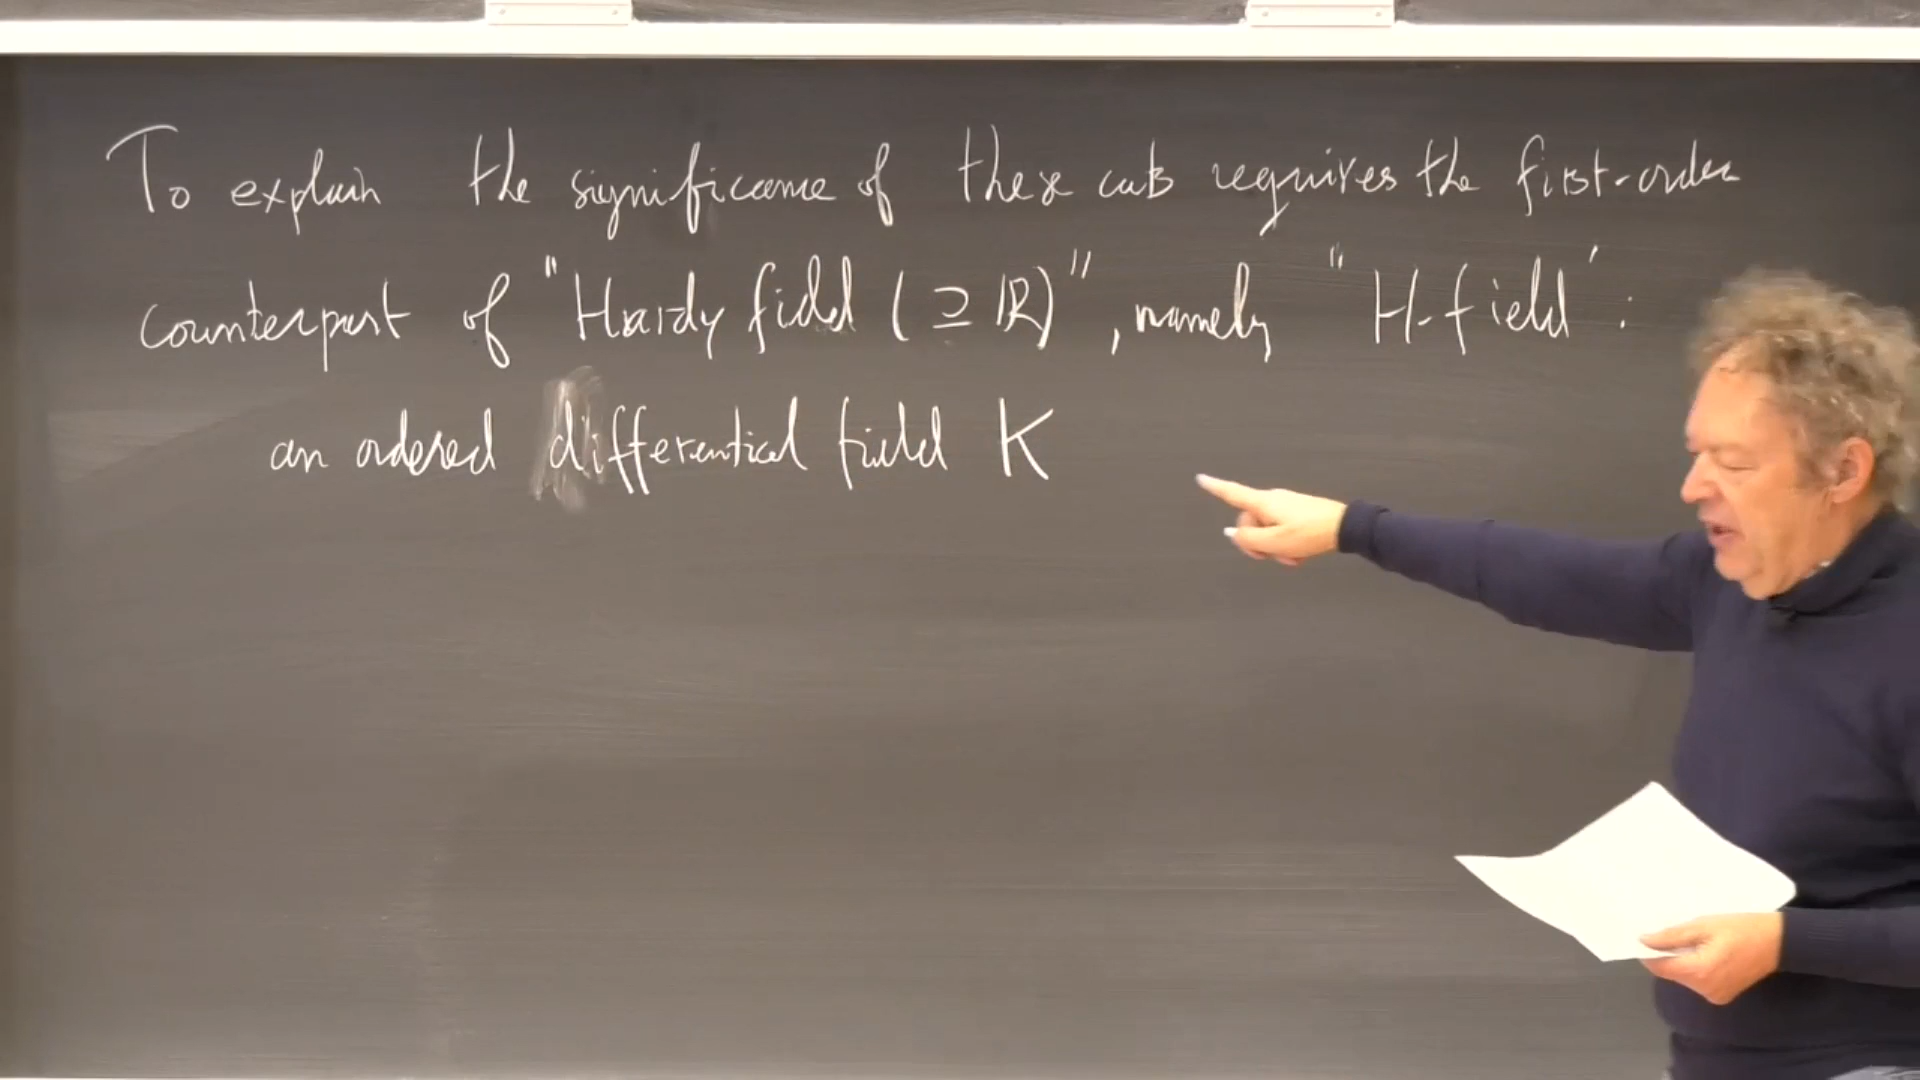 To explain the significance of these cuts requires the first-order
counterpart of "Hardy field (⊇ ℝ)", namely "H-field':
an ordered differential field K